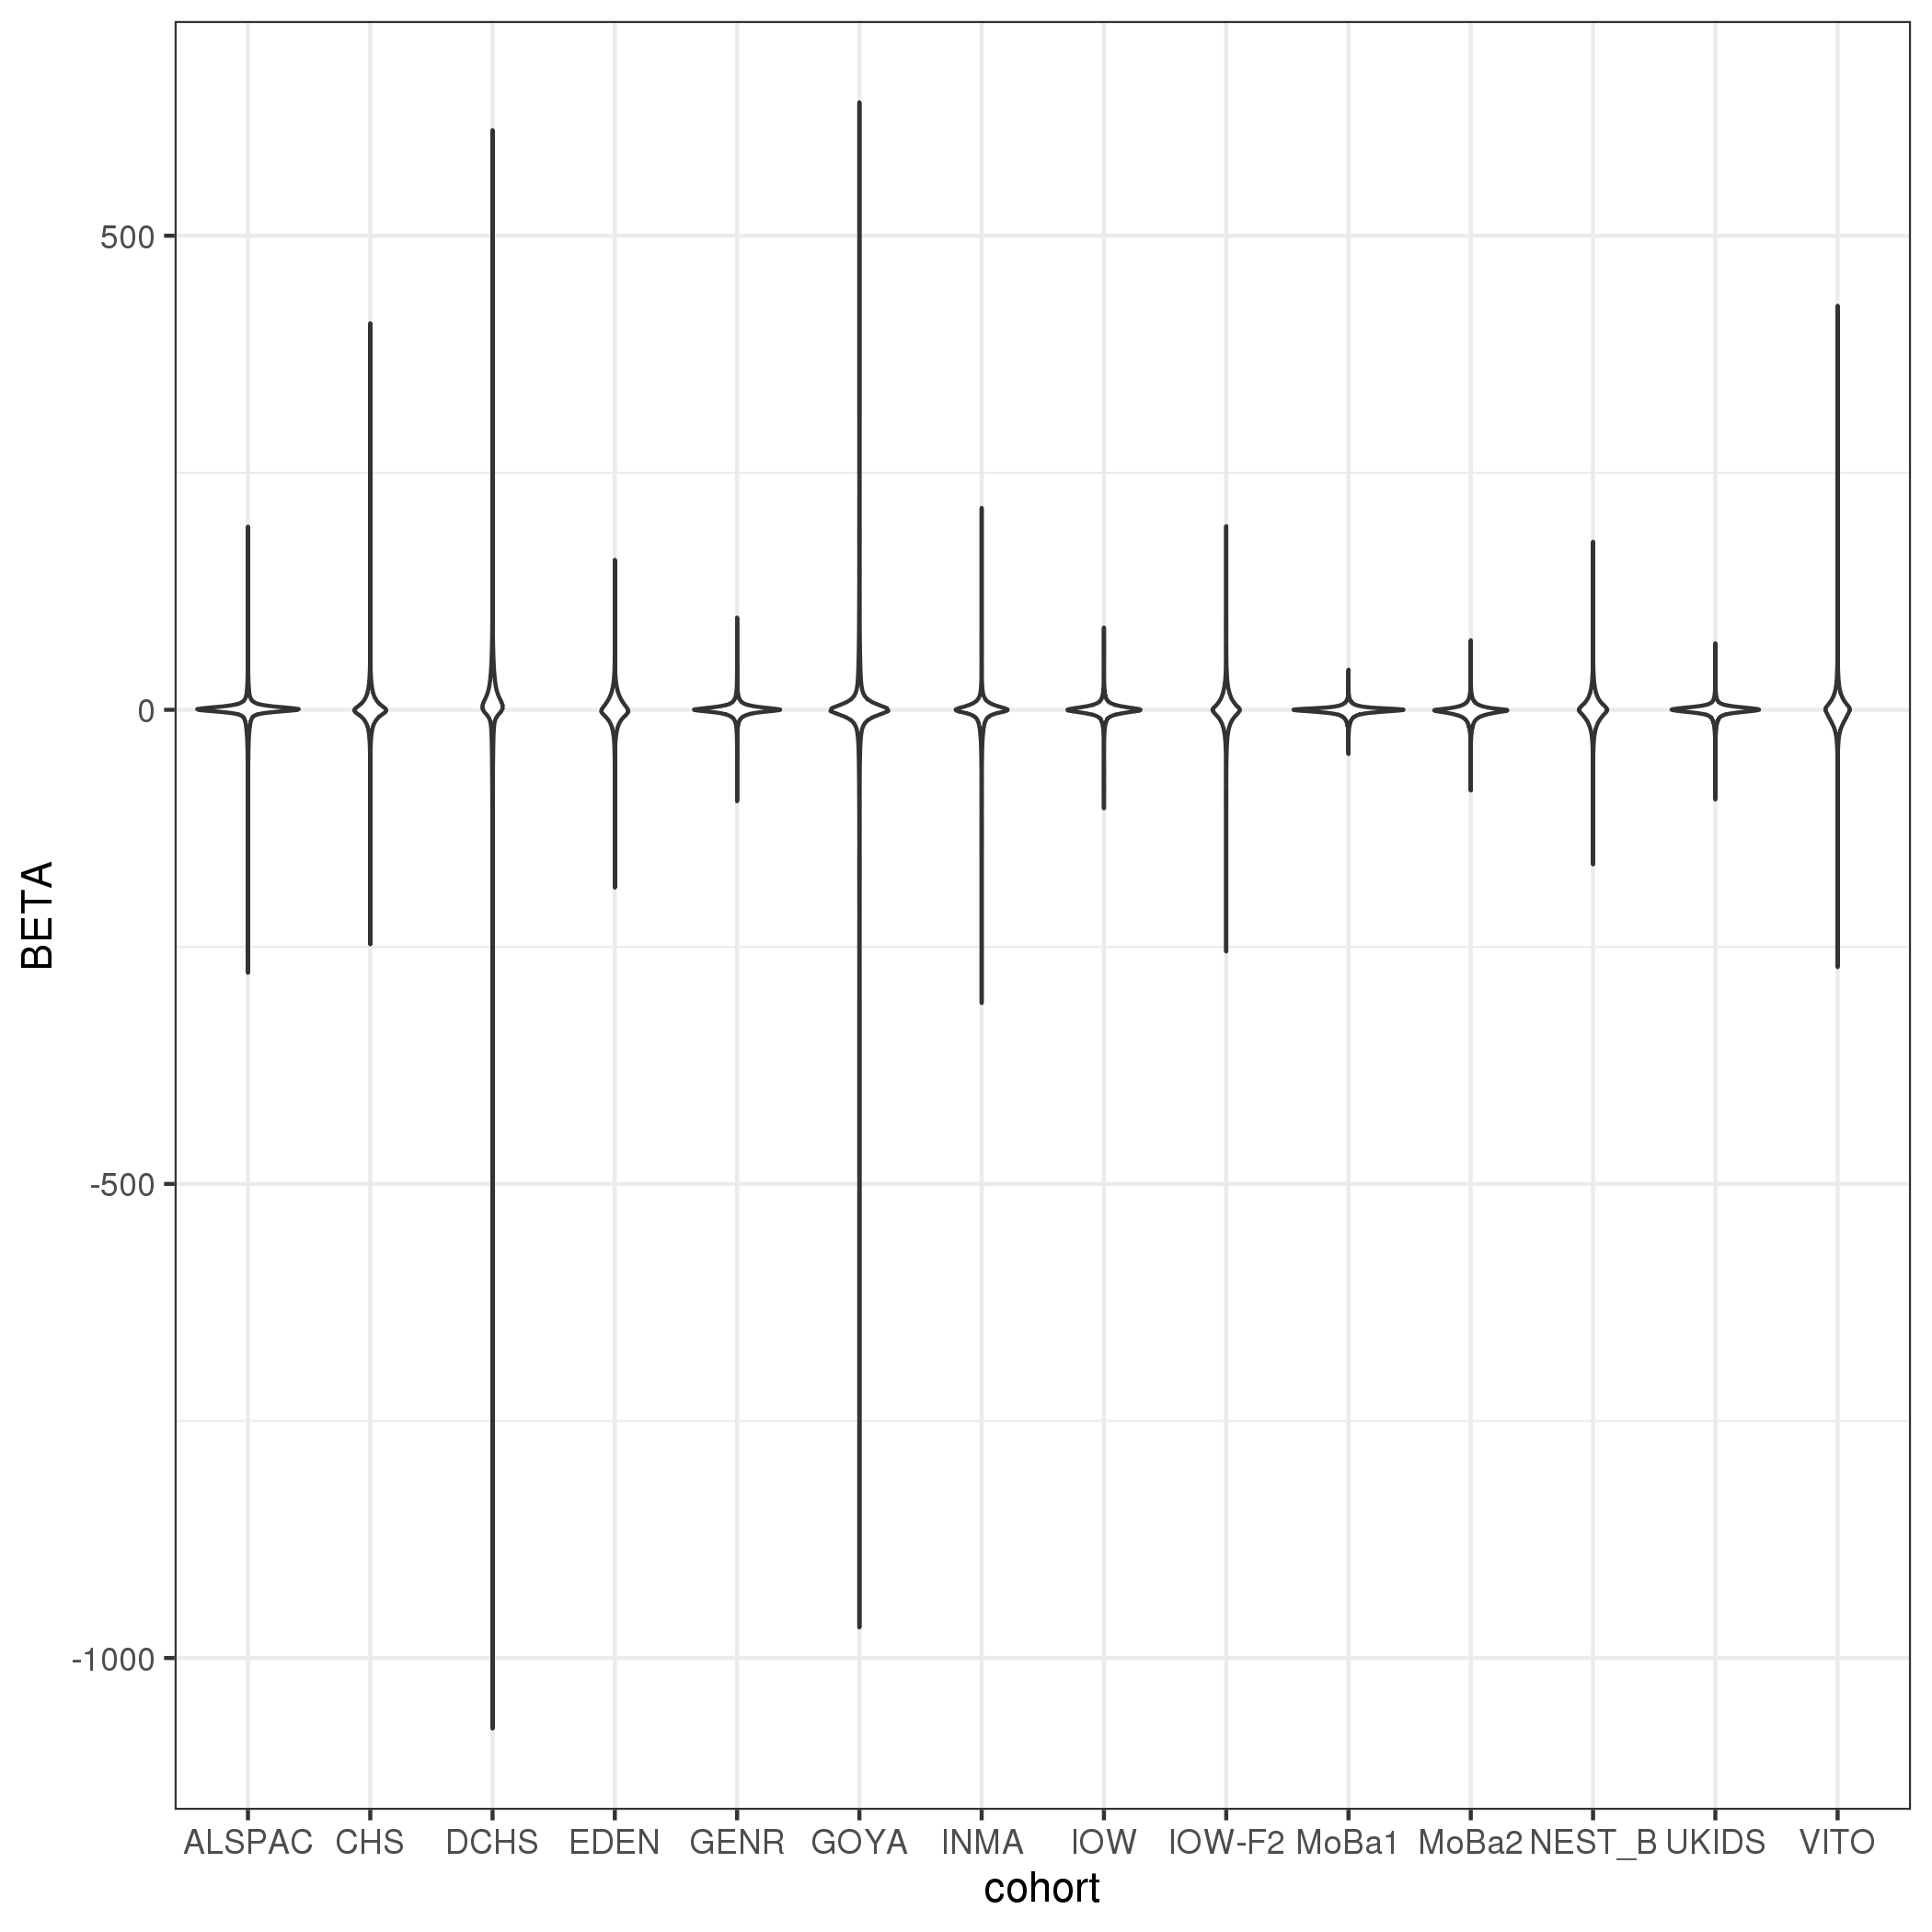 500
0
-500
-1000
BETA
ALSPAC CHS DCHS EDEN GENR GOYA INMA IOW IOW-F2 MoBa1 MoBa2 NEST_B UKIDS VITO
cohort